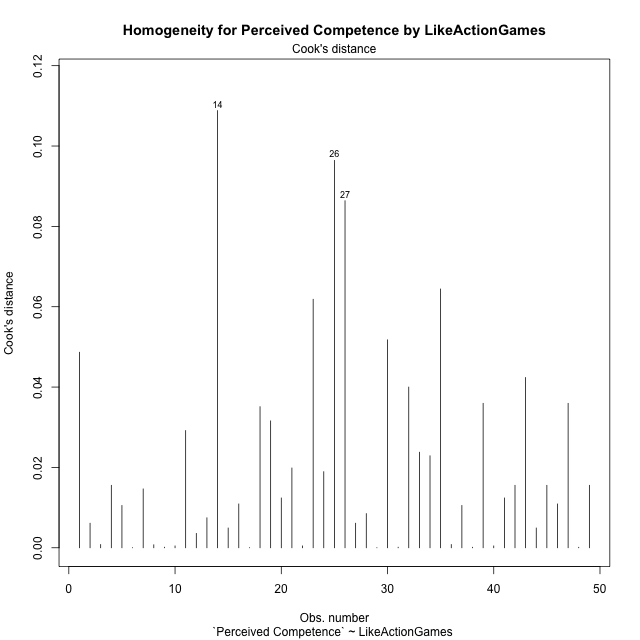 Homogeneity for Perceived Competence by LikeActionGames
Cook's distance
0.12
0.10
0.08
0.06
0.04
0.02
0.00
Cook's distance
14
26
27
0 10 20 30 40 50
Obs. number
`Perceived Competence` ~ LikeActionGames